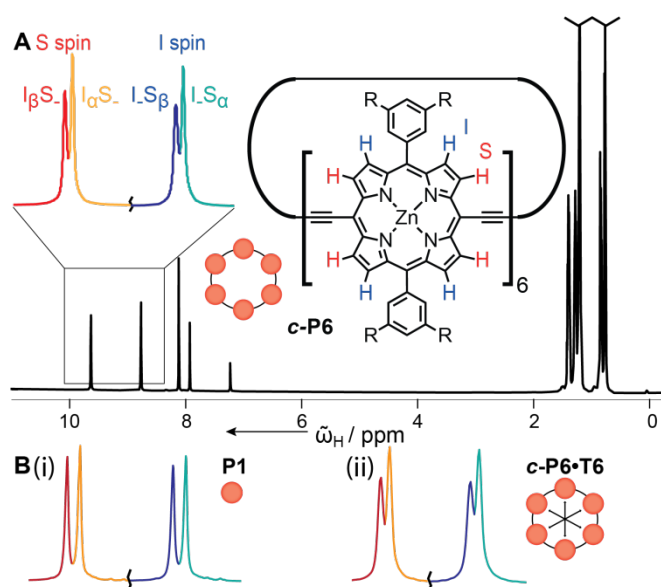 A
S spin
I spin
IβS-
IαS-
I-Sβ
I-Sα
R
R
H
I
H
S
H
H
N
N
Zn
N
N
H
H
H
H
6
R
R
c-P6
10
8
6
4
2
0
ω̃H / ppm
B (i)
P1
(ii)
c-P6•T6